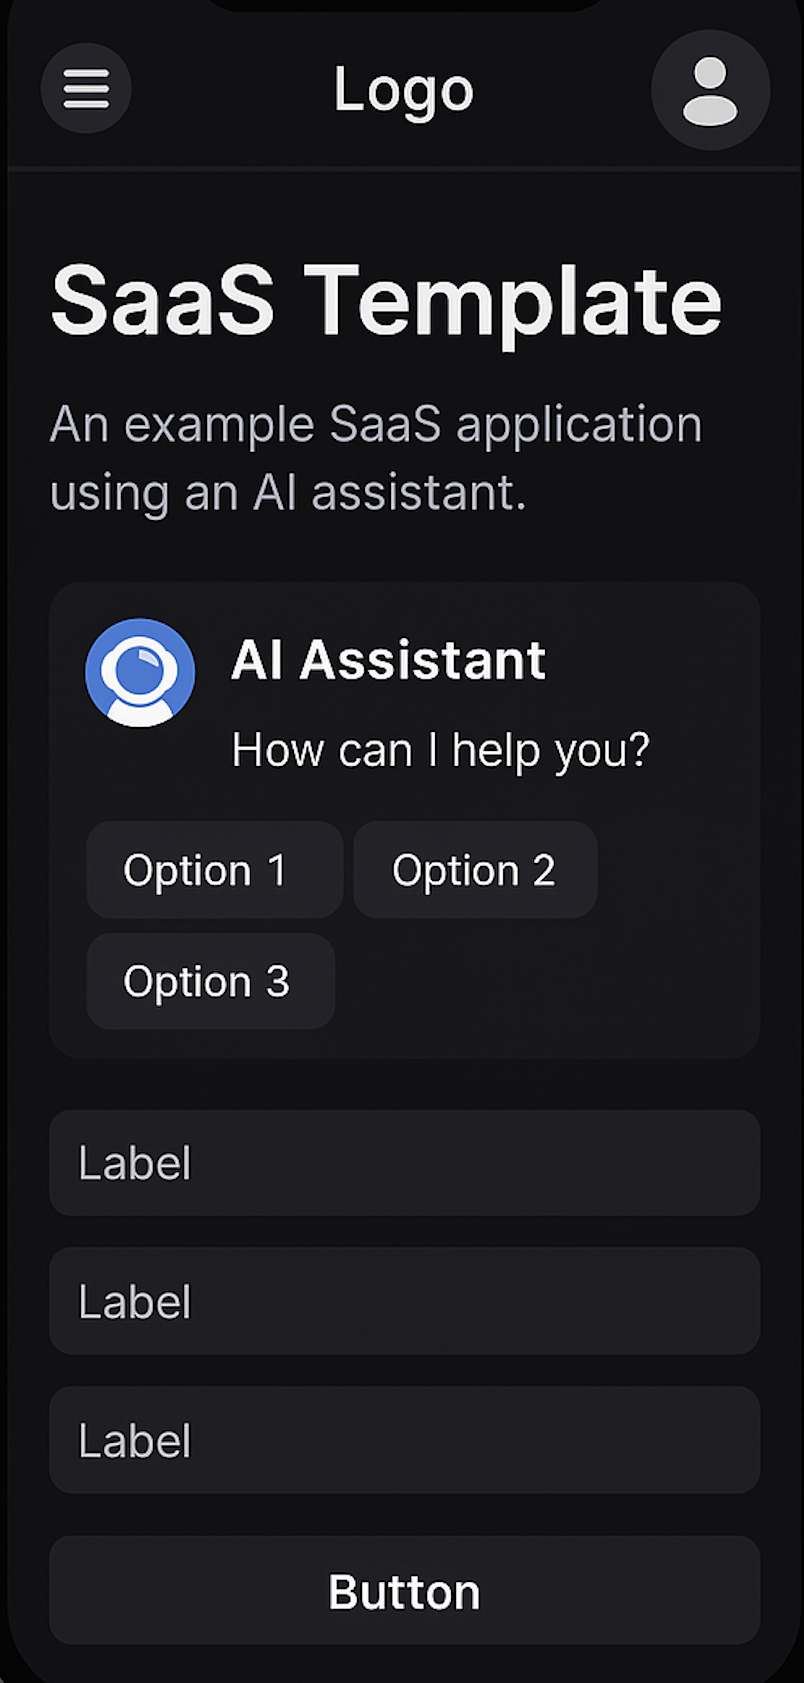 Logo
SaaS Template
An example SaaS application
using an AI assistant.
AI Assistant
How can I help you?
Option 1
Option 2
Option 3
Label
Label
Label
Button